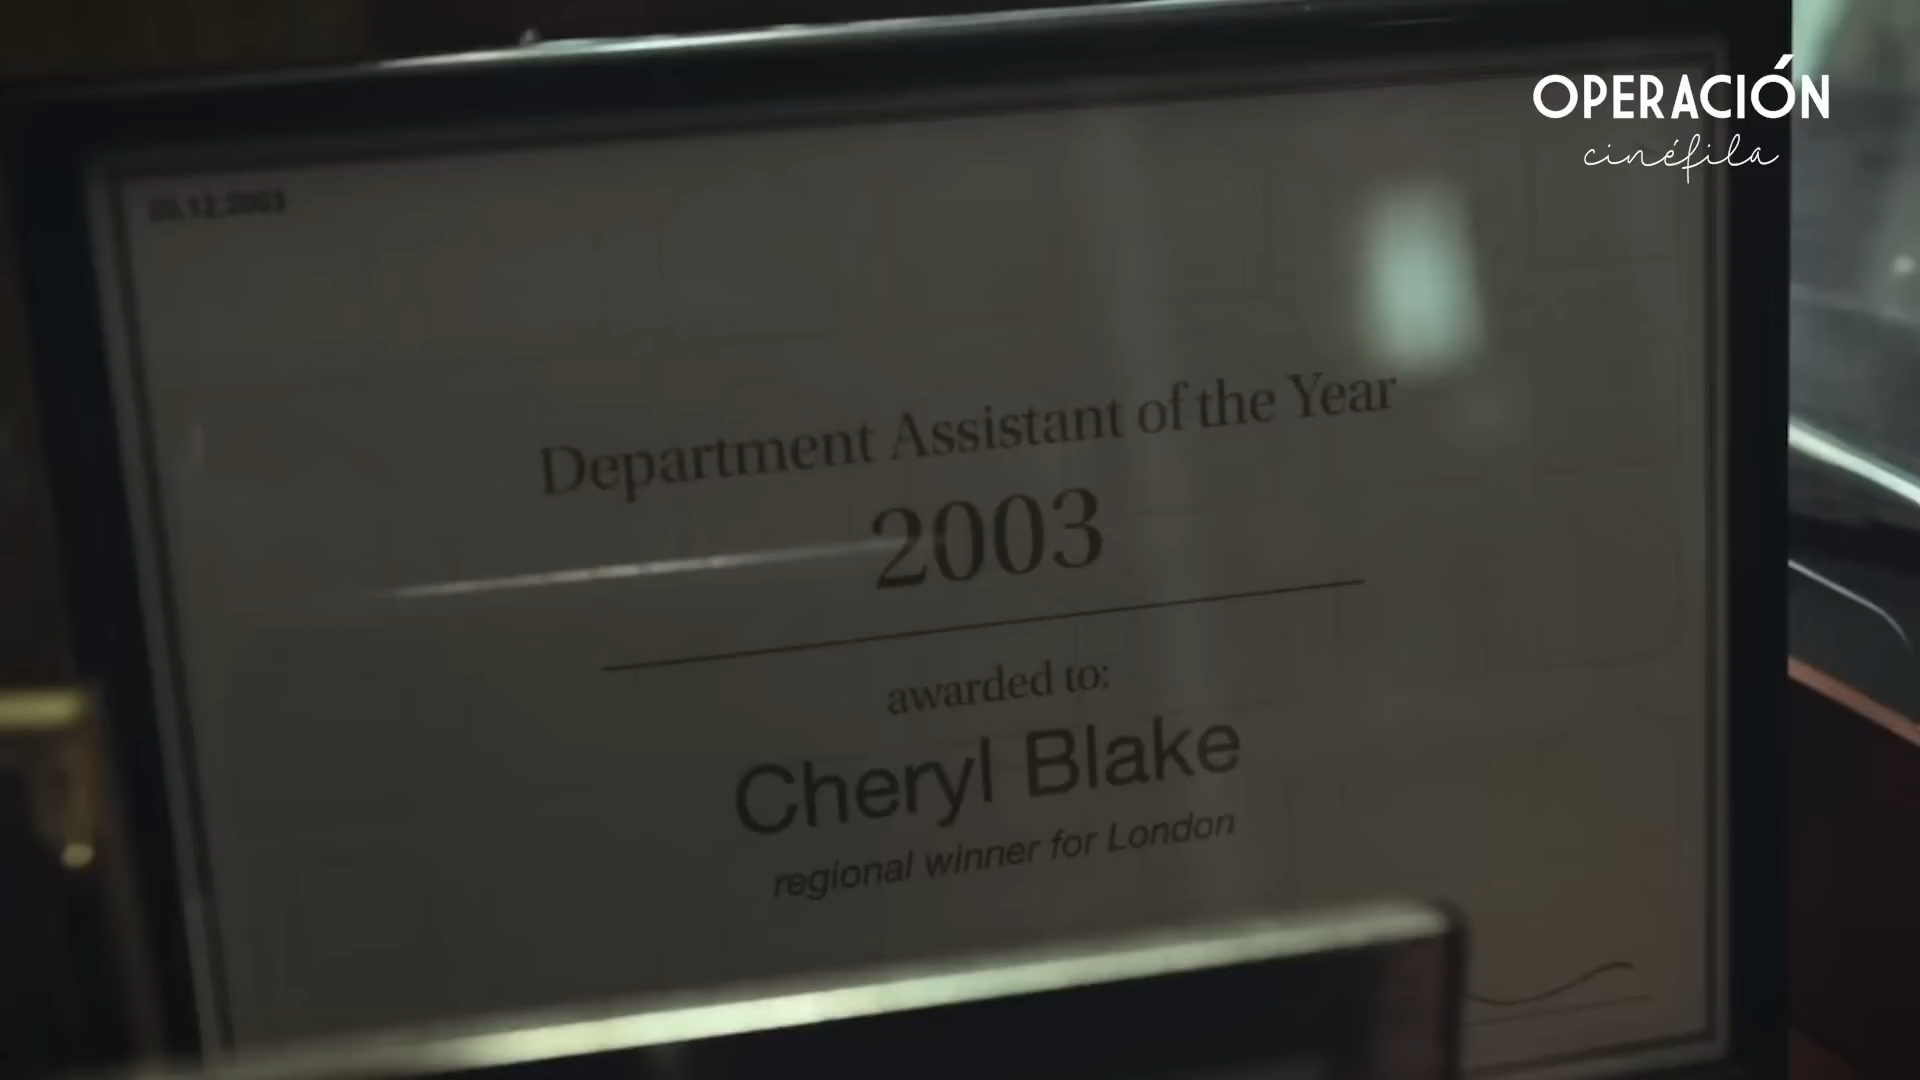 OPERACIÓN
cinéfila
Department Assistant of the Year
2003
awarded to:
Cheryl Blake
regional winner for London